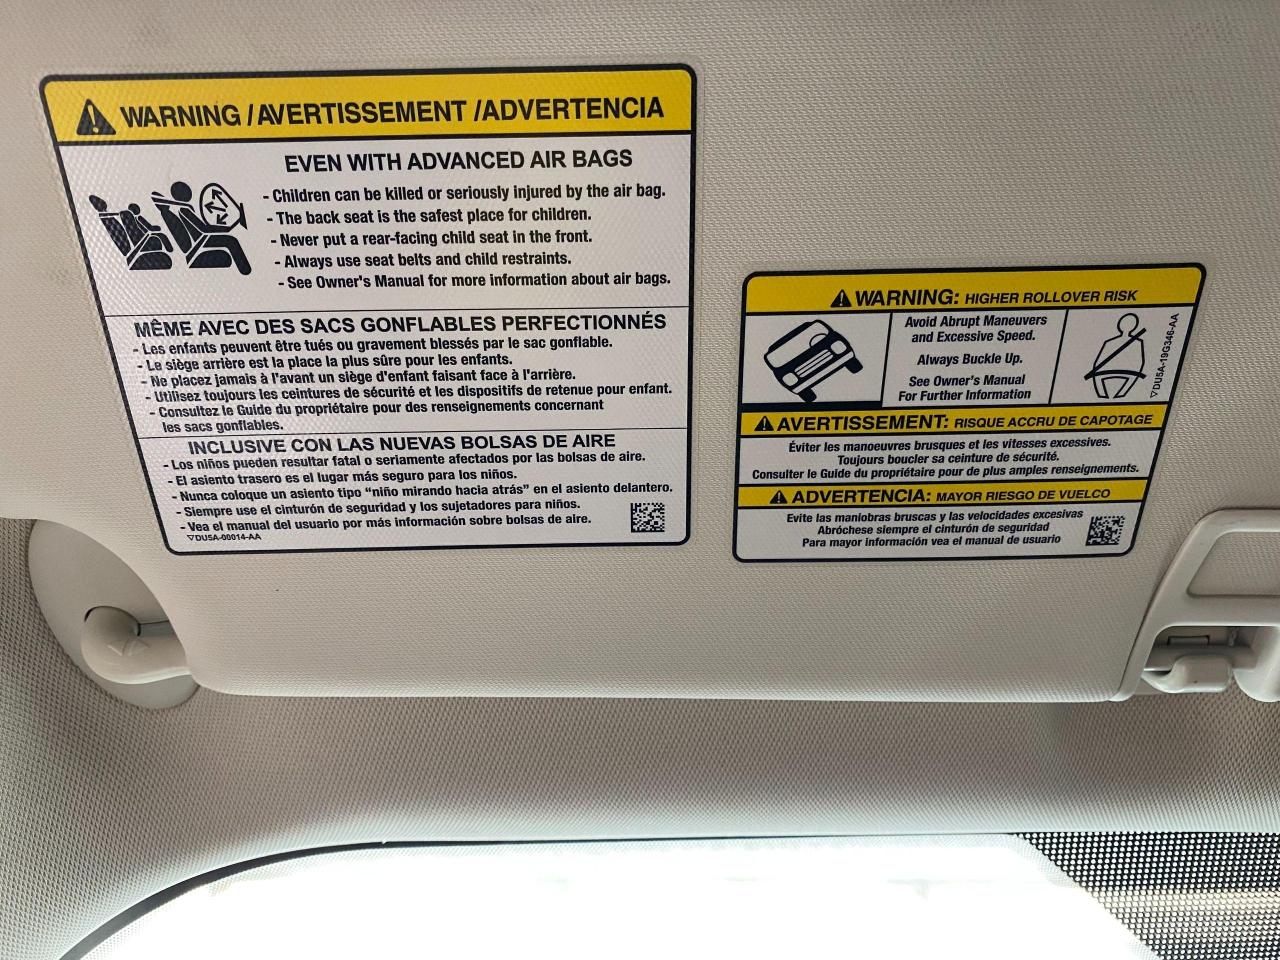 WARNING / AVERTISSEMENT / ADVERTENCIA
EVEN WITH ADVANCED AIR BAGS
- Children can be killed or seriously injured by the air bag.
- The back seat is the safest place for children.
- Never put a rear-facing child seat in the front.
- Always use seat belts and child restraints.
- See Owner's Manual for more information about air bags.
MÊME AVEC DES SACS GONFLABLES PERFECTIONNÉS
- Les enfants peuvent être tués ou gravement blessés par le sac gonflable.
- Le siège arrière est la place la plus sûre pour les enfants.
- Ne placez jamais à l'avant un siège d'enfant faisant face à l'arrière.
- Utilisez toujours les ceintures de sécurité et les dispositifs de retenue pour enfant.
- Consultez le Guide du propriétaire pour des renseignements concernant
les sacs gonflables.
INCLUSIVE CON LAS NUEVAS BOLSAS DE AIRE
- Los niños pueden resultar fatal o seriamente afectados por las bolsas de aire.
- El asiento trasero es el lugar más seguro para los niños.
- Nunca coloque un asiento tipo “niño mirando hacia atrás” en el asiento delantero.
- Siempre use el cinturón de seguridad y los sujetadores para niños.
- Vea el manual del usuario por más información sobre bolsas de aire.
▽DU5A-00014-AA
WARNING: HIGHER ROLLOVER RISK
Avoid Abrupt Maneuvers
and Excessive Speed.
Always Buckle Up.
See Owner's Manual
For Further Information
▽DU5A-19G346-AA
AVERTISSEMENT: RISQUE ACCRU DE CAPOTAGE
Éviter les manoeuvres brusques et les vitesses excessives.
Toujours boucler sa ceinture de sécurité.
Consulter le Guide du propriétaire pour de plus amples renseignements.
ADVERTENCIA: MAYOR RIESGO DE VUELCO
Evite las maniobras bruscas y las velocidades excesivas
Abróchese siempre el cinturón de seguridad
Para mayor información vea el manual de usuario